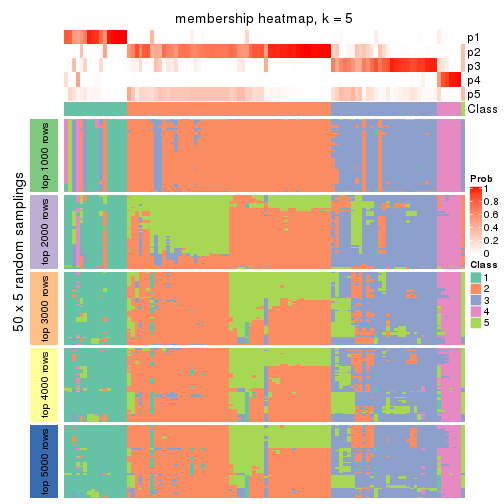 membership heatmap, k = 5
p1
p2
p3
p4
p5
Class
50 x 5 random samplings
top 1000 rows
top 2000 rows
top 3000 rows
top 4000 rows
top 5000 rows
Prob
1
0.8
0.6
0.4
0.2
0
Class
1
2
3
4
5